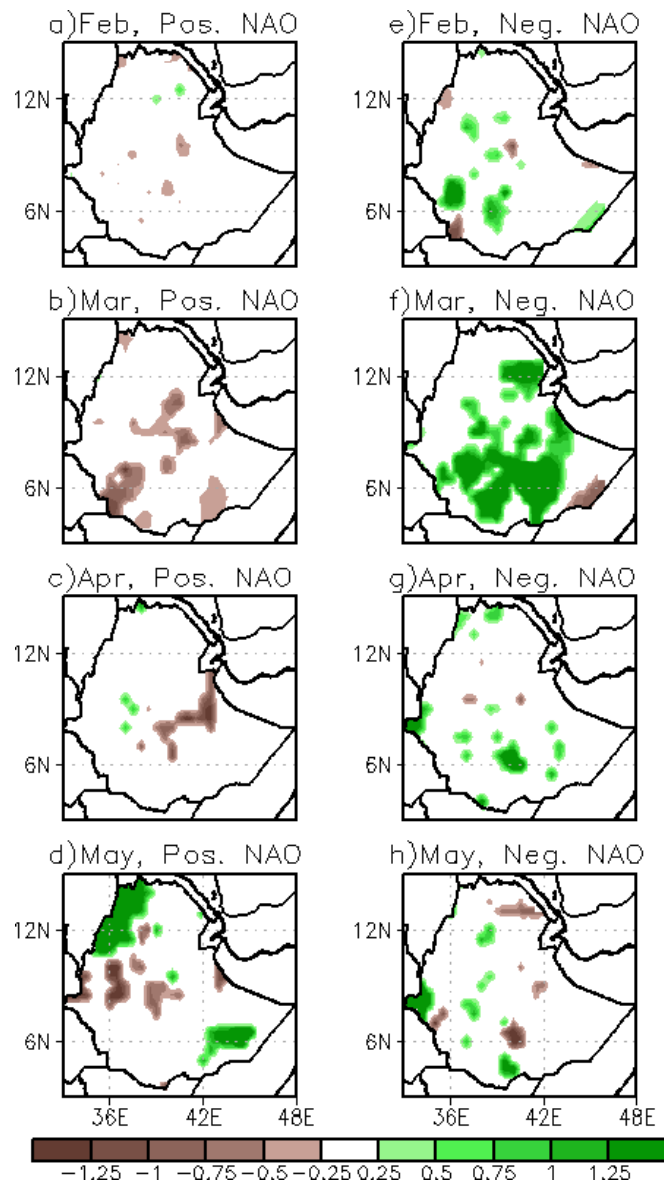 a)Feb, Pos. NAO
e)Feb, Neg. NAO
12N
12N
6N
6N
b)Mar, Pos. NAO
f)Mar, Neg. NAO
12N
12N
6N
6N
c)Apr, Pos. NAO
g)Apr, Neg. NAO
12N
12N
6N
6N
d)May, Pos. NAO
h)May, Neg. NAO
12N
12N
6N
6N
36E 42E 48E 36E 42E 48E
-1.25 -1 -0.75 -0.5 -0.25 0.25 0.5 0.75 1 1.25